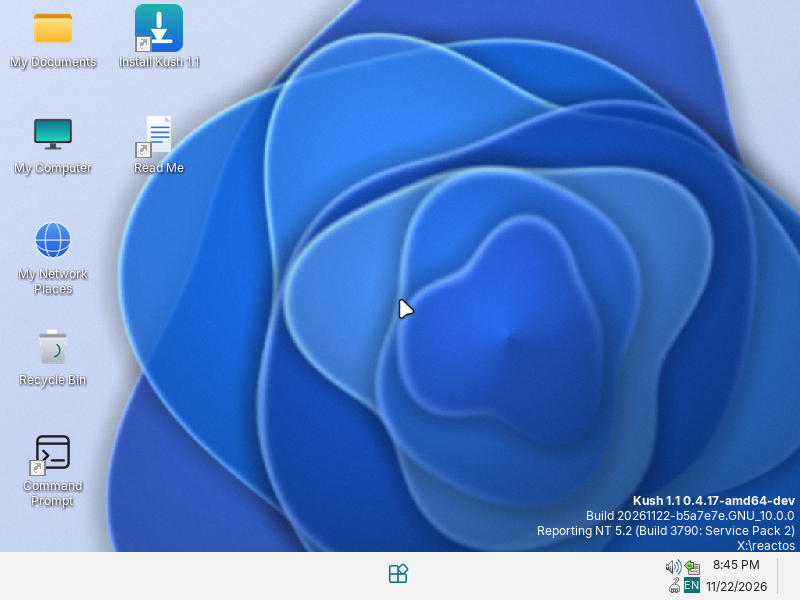 My Documents
Install Kush 1.1
My Computer
Read Me
My Network
Places
Recycle Bin
Command
Prompt
Kush 1.1 0.4.17-amd64-dev
Build 20261122-b5a7e7e.GNU_10.0.0
Reporting NT 5.2 (Build 3790: Service Pack 2)
X:\reactos
8:45 PM
EN
11/22/2026